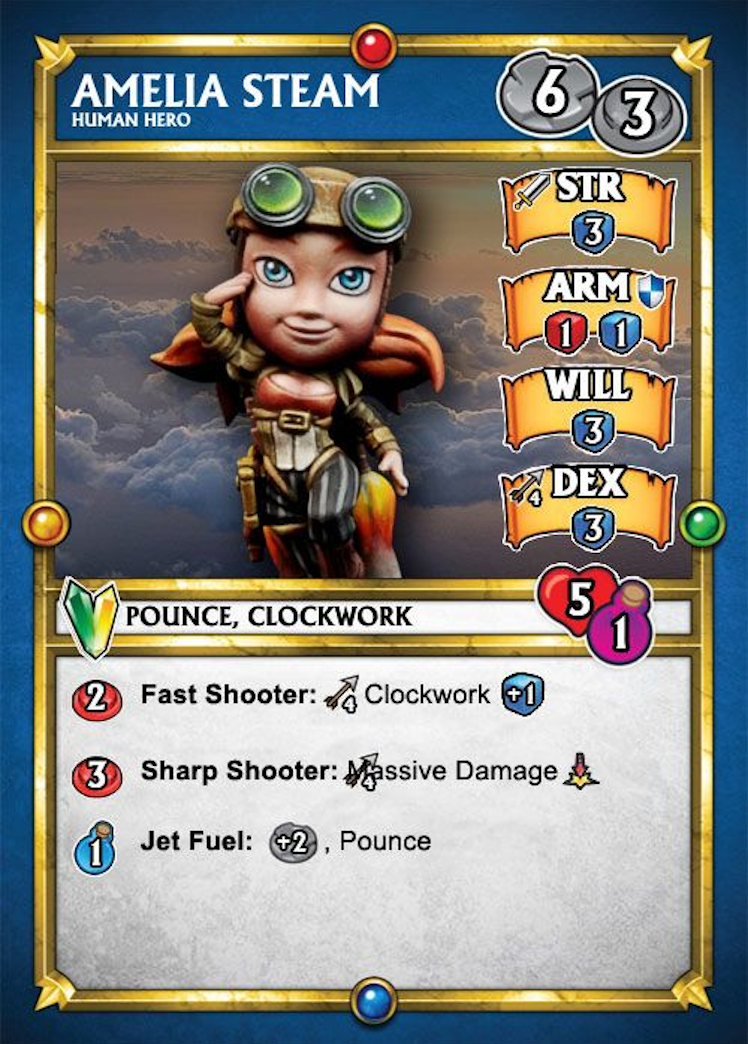 AMELIA STEAM
HUMAN HERO
6 3
STR
3
ARM
1 1
WILL
3
4 DEX
3
5 1
POUNCE, CLOCKWORK
2 Fast Shooter: 4 Clockwork +1
3 Sharp Shooter: 4 Massive Damage
1 Jet Fuel: +2 , Pounce